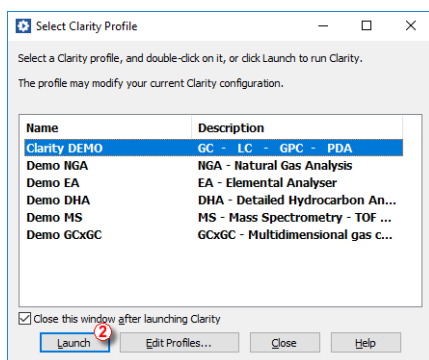 Select Clarity Profile
Select a Clarity profile, and double-click on it, or click Launch to run Clarity.
The profile may modify your current Clarity configuration.
Name Description
Clarity DEMO GC - LC - GPC - PDA
Demo NGA NGA - Natural Gas Analysis
Demo EA EA - Elemental Analyser
Demo DHA DHA - Detailed Hydrocarbon An...
Demo MS MS - Mass Spectrometry - TOF ...
Demo GCxGC GCxGC - Multidimensional gas c...
Close this window after launching Clarity
2
Launch Edit Profiles... Close Help